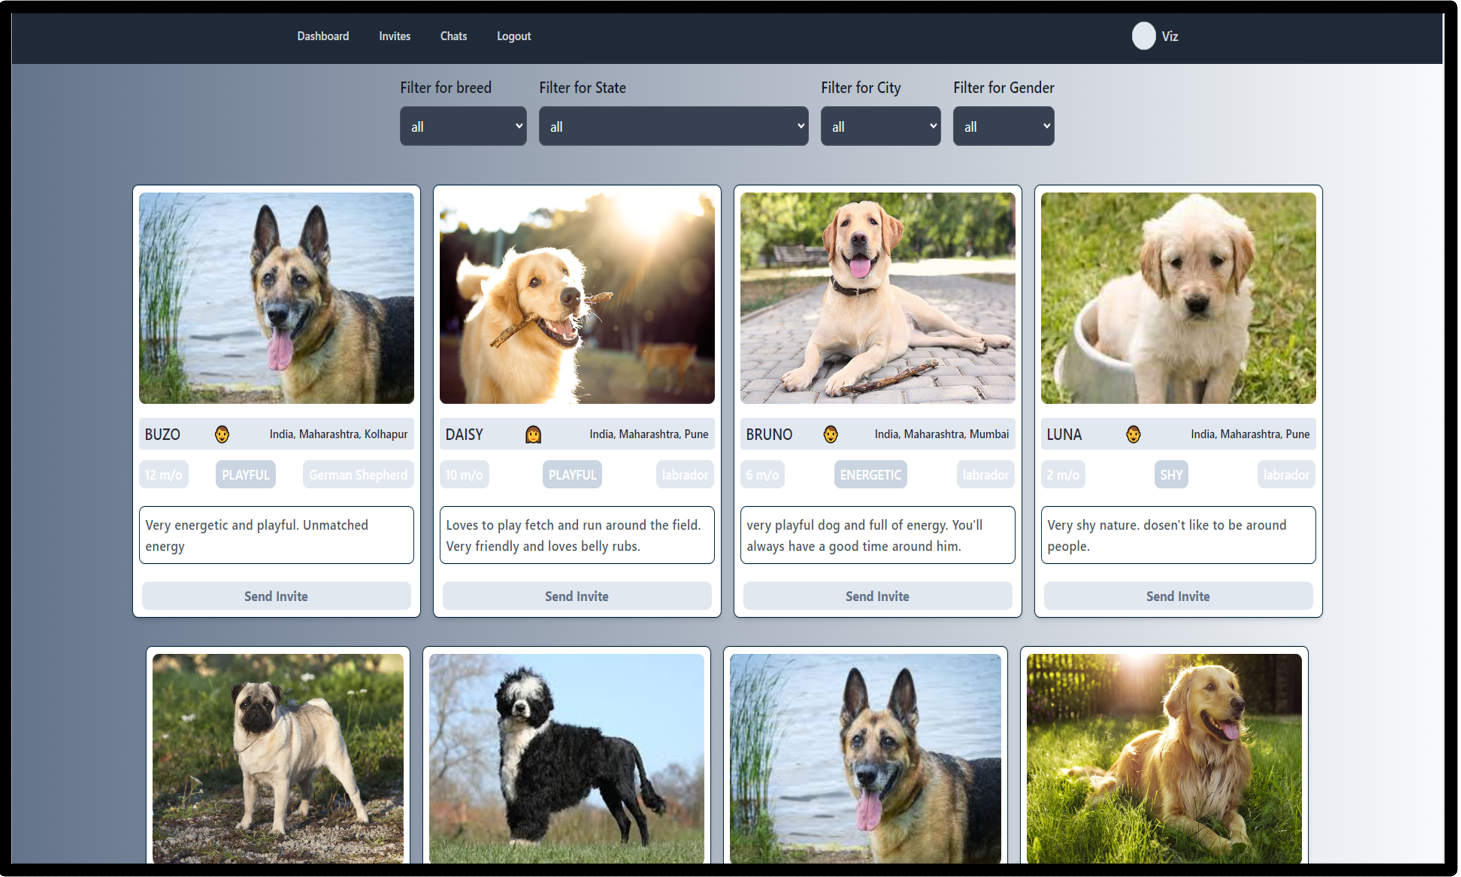 Dashboard Invites Chats Logout Viz
Filter for breed Filter for State Filter for City Filter for Gender
all all all all
BUZO India, Maharashtra, Kolhapur
12 m/o PLAYFUL German Shepherd
Very energetic and playful. Unmatched
energy
Send Invite
DAISY India, Maharashtra, Pune
10 m/o PLAYFUL labrador
Loves to play fetch and run around the field.
Very friendly and loves belly rubs.
Send Invite
BRUNO India, Maharashtra, Mumbai
6 m/o ENERGETIC labrador
very playful dog and full of energy. You'll
always have a good time around him.
Send Invite
LUNA India, Maharashtra, Pune
2 m/o SHY labrador
Very shy nature. dosen't like to be around
people.
Send Invite